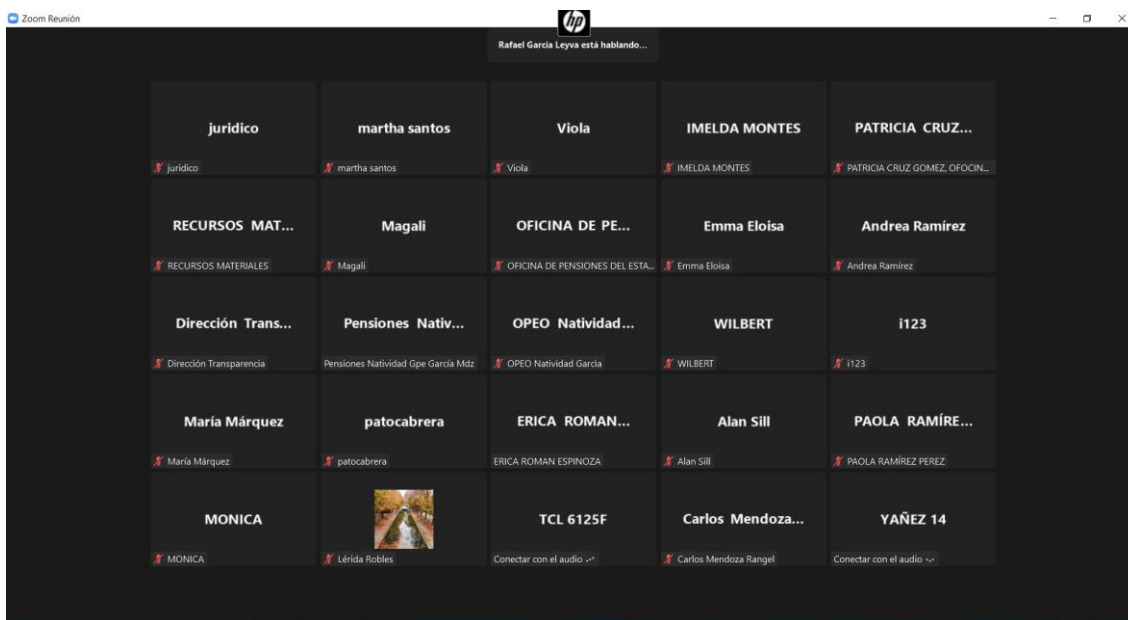 Zoom Reunión
hp
Rafael García Leyva está hablando...
juridico
martha santos
Viola
IMELDA MONTES
PATRICIA CRUZ...
juridico
martha santos
Viola
IMELDA MONTES
PATRICIA CRUZ GOMEZ, OFOCIN...
RECURSOS MAT...
Magali
OFICINA DE PE...
Emma Eloisa
Andrea Ramírez
RECURSOS MATERIALES
Magali
OFICINA DE PENSIONES DEL ESTA...
Emma Eloisa
Andrea Ramírez
Dirección Trans...
Pensiones Nativ...
OPEO Natividad...
WILBERT
i123
Dirección Transparencia
Pensiones Natividad Gpe García Mdz
OPEO Natividad Garcia
WILBERT
i123
María Márquez
patocabrera
ERICA ROMAN...
Alan Sill
PAOLA RAMÍRE...
María Márquez
patocabrera
ERICA ROMAN ESPINOZA
Alan Sill
PAOLA RAMÍREZ PEREZ
MONICA
TCL 6125F
Carlos Mendoza...
YAÑEZ 14
MONICA
Lérida Robles
Conectar con el audio
Carlos Mendoza Rangel
Conectar con el audio